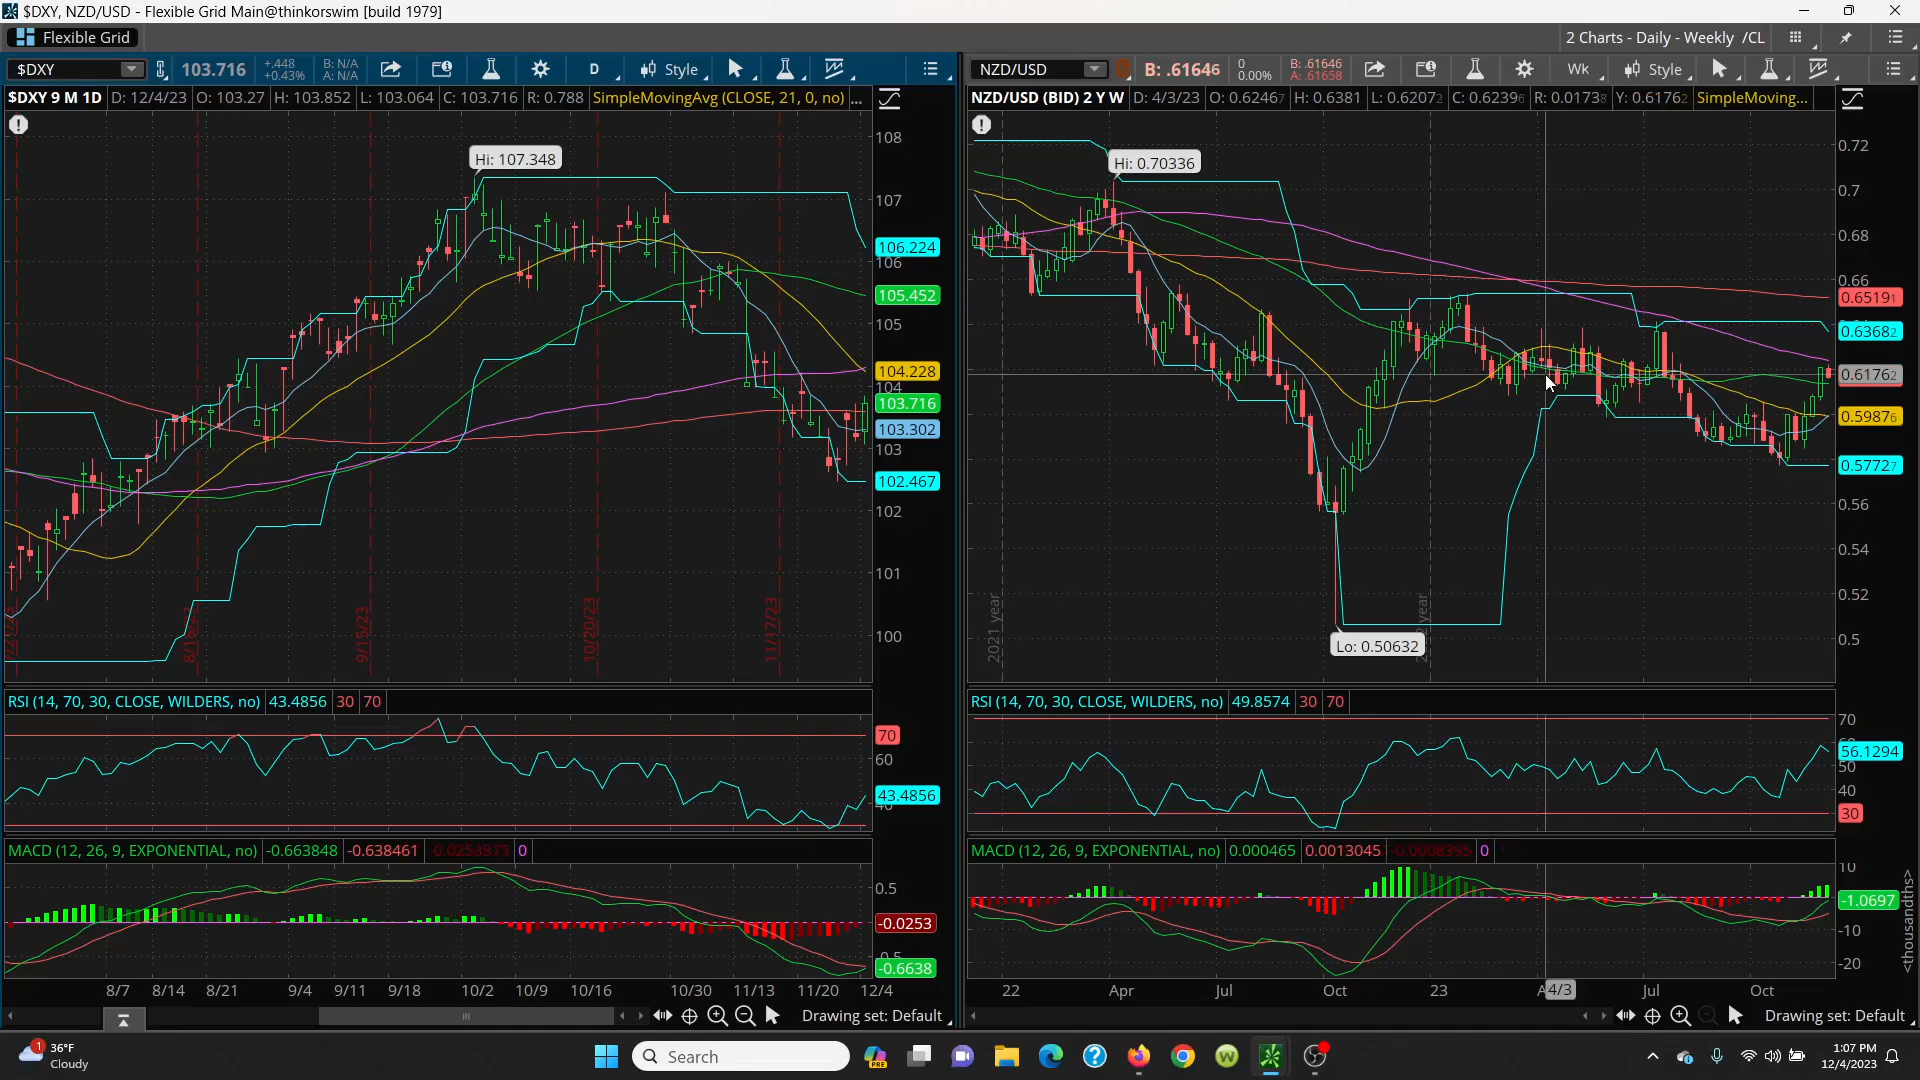 $DXY, NZD/USD - Flexible Grid Main@thinkorswim [build 1979]
Flexible Grid
2 Charts - Daily - Weekly /CL
$DXY
103.716
+.448
+0.43%
B: N/A
A: N/A
D
Style
$DXY 9 M 1D
D: 12/4/23
O: 103.27
H: 103.852
L: 103.064
C: 103.716
R: 0.788
SimpleMovingAvg (CLOSE, 21, 0, no)
...
Hi: 107.348
108
107
106.224
106
105.452
105
104.228
104
103.716
103.302
103
102.467
102
101
100
9/15/23
10/20/23
11/17/23
RSI (14, 70, 30, CLOSE, WILDERS, no)
43.4856
30
70
70
60
43.4856
MACD (12, 26, 9, EXPONENTIAL, no)
-0.663848
-0.638461
0
0.5
-0.0253
-0.6638
8/7
8/14
8/21
9/4
9/11
9/18
10/2
10/9
10/16
10/30
11/13
11/20
12/4
Drawing set: Default
NZD/USD
B: .61646
0
0.00%
B: .61646
A: .61658
Wk
Style
NZD/USD (BID) 2 Y W
D: 4/3/23
O: 0.62467
H: 0.6381
L: 0.62072
C: 0.62396
R: 0.01738
Y: 0.61762
SimpleMoving...
Hi: 0.70336
Lo: 0.50632
0.72
0.7
0.68
0.66
0.65191
0.63682
0.61762
0.59876
0.57727
0.56
0.54
0.52
0.5
2021 year
RSI (14, 70, 30, CLOSE, WILDERS, no)
49.8574
30
70
70
56.1294
50
40
30
MACD (12, 26, 9, EXPONENTIAL, no)
0.000465
0.0013045
0
10
-1.0697
-10
-20
<thousandths>
22
Apr
Jul
Oct
23
4/3
Jul
Oct
Drawing set: Default
1
36°F
Cloudy
Search
PRE
1:07 PM
12/4/2023